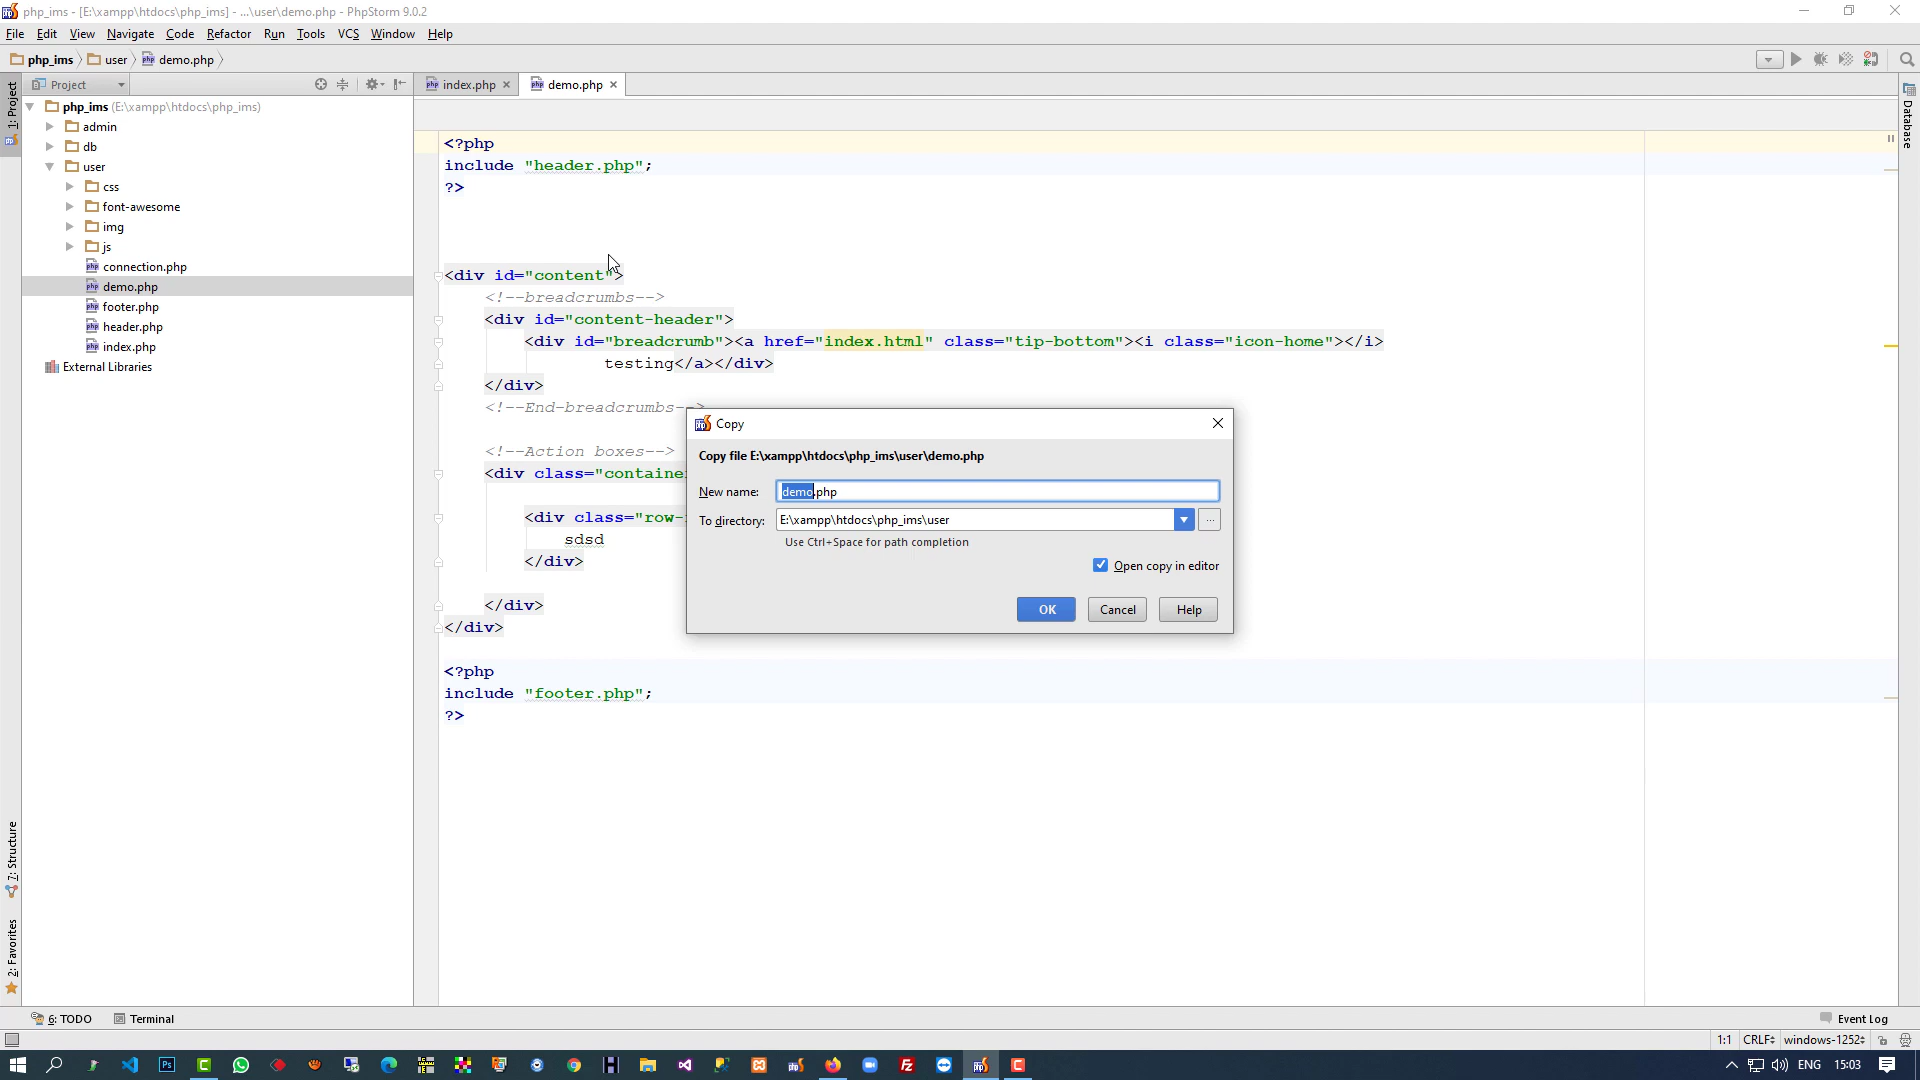 php_ims - [E:\xampp\htdocs\php_ims] - ...\user\demo.php - PhpStorm 9.0.2
File Edit View Navigate Code Refactor Run Tools VCS Window Help
php_ims user demo.php
1: Project
Project
index.php
demo.php
Database
php_ims (E:\xampp\htdocs\php_ims)
admin
db
user
css
font-awesome
img
js
connection.php
demo.php
footer.php
header.php
index.php
External Libraries
<?php
include "header.php";
?>
<div id="content">
<!--breadcrumbs-->
<div id="content-header">
<div id="breadcrumb"><a href="index.html" class="tip-bottom"><i class="icon-home"></i>
testing</a></div>
</div>
<!--End-breadcrumbs-->
<!--Action boxes-->
<div class="containe
<div class="row-
sdsd
</div>
</div>
</div>
<?php
include "footer.php";
?>
Copy
Copy file E:\xampp\htdocs\php_ims\user\demo.php
New name: demo.php
To directory: E:\xampp\htdocs\php_ims\user
Use Ctrl+Space for path completion
Open copy in editor
OK Cancel Help
7: Structure
2: Favorites
6: TODO Terminal Event Log
1:1 CRLF windows-1252
ENG 15:03